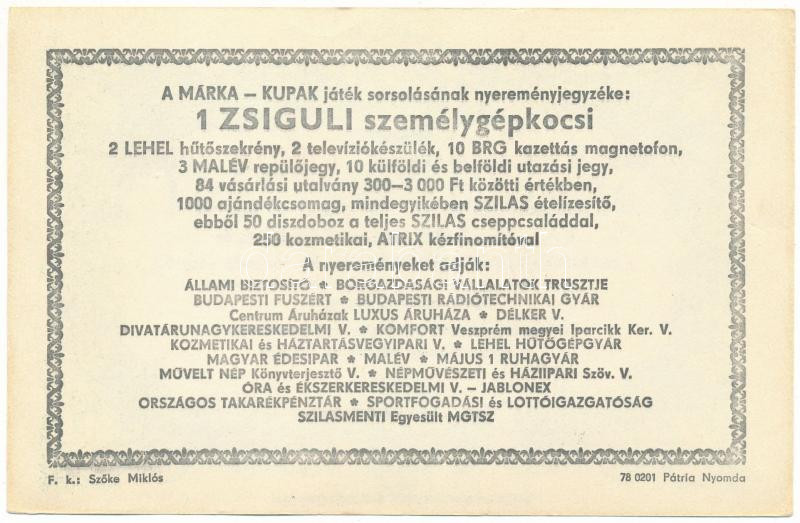 A MÁRKA – KUPAK játék sorsolásának nyereményjegyzéke:
1 ZSIGULI személygépkocsi
2 LEHEL hűtőszekrény, 2 televíziókészülék, 10 BRG kazettás magnetofon,
3 MALÉV repülőjegy, 10 külföldi és belföldi utazási jegy,
84 vásárlási utalvány 300–3 000 Ft közötti értékben,
1000 ajándékcsomag, mindegyikében SZILAS ételizesítő,
ebből 50 diszdoboz a teljes SZILAS cseppcsaláddal,
250 kozmetikai, ATRIX kézfinomítóval
A nyereményeket adják:
ÁLLAMI BIZTOSÍTÓ * BORGAZDASÁGI VÁLLALATOK TRÖSZTJE
BUDAPESTI FŰSZÉRT * BUDAPESTI RÁDIÓTECHNIKAI GYÁR
Centrum Áruházak LUXUS ÁRUHÁZA * DÉLKER V.
DIVATÁRUNAGYKERESKEDELMI V. * KOMFORT Veszprém megyei Iparcikk Ker. V.
KOZMETIKAI és HÁZTARTÁSVEGYIPARI V. * LEHEL HŰTŐGÉPGYÁR
MAGYAR ÉDESIPAR * MALÉV * MÁJUS 1 RUHAGYÁR
MŰVELT NÉP Könyvterjesztő V. * NÉPMŰVÉSZETI és HÁZIIPARI Szöv. V.
ÓRA és ÉKSZERKERESKEDELMI V. – JABLONEX
ORSZÁGOS TAKARÉKPÉNZTÁR * SPORTFOGADÁSI és LOTTÓIGAZGATÓSÁG
SZILASMENTI Egyesült MGTSZ
F. k.: Szőke Miklós
78 0201 Pátria Nyomda